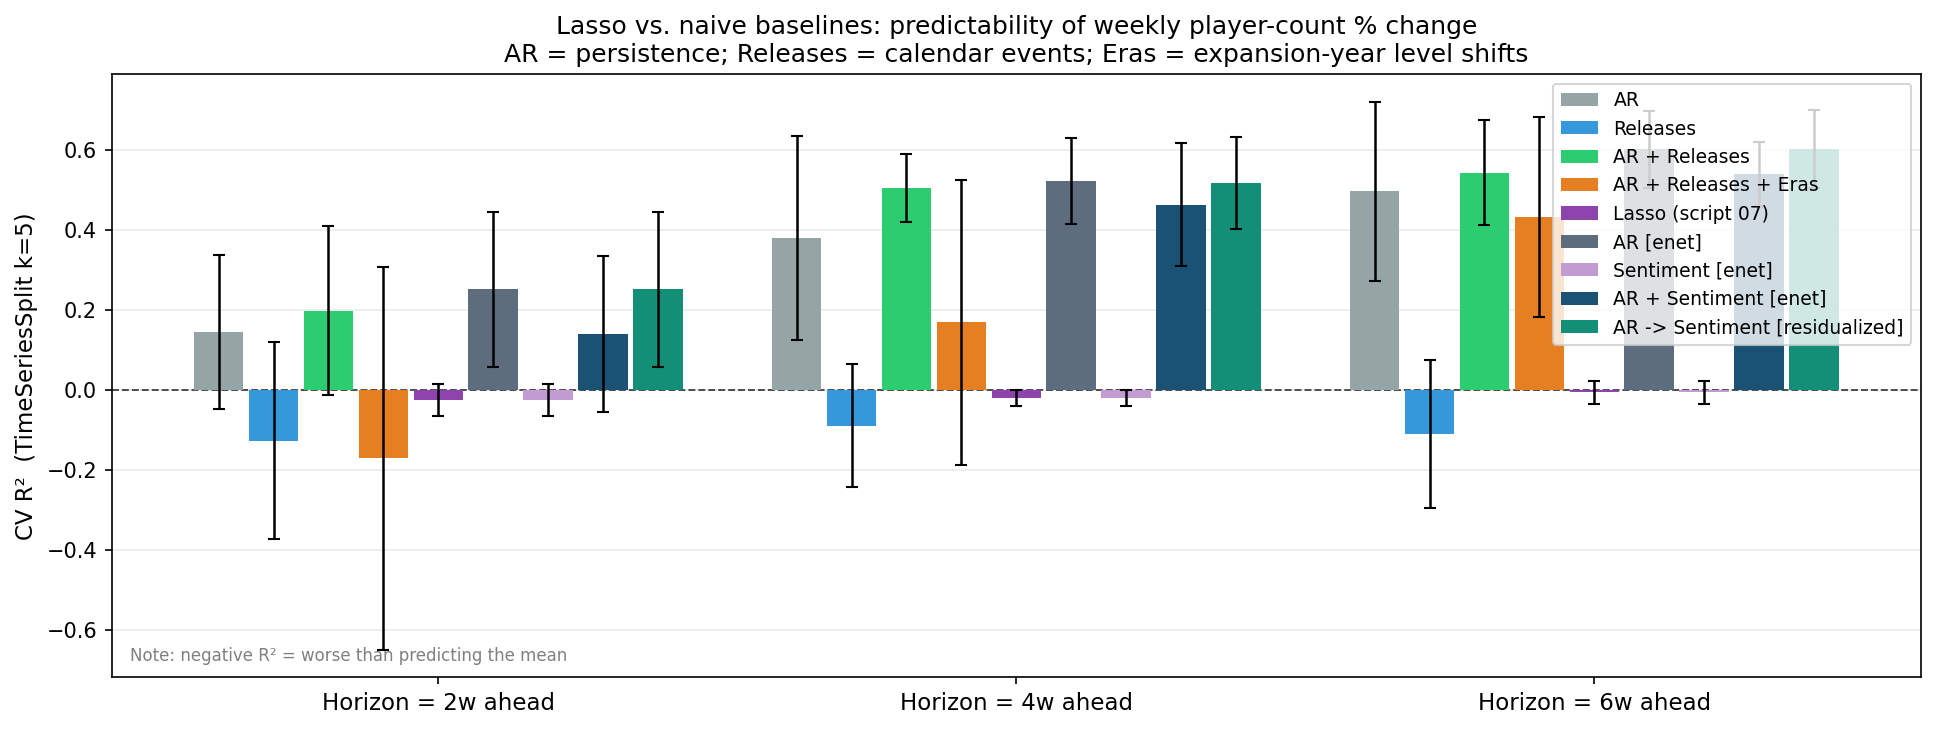 Lasso vs. naive baselines: predictability of weekly player-count % change
AR = persistence; Releases = calendar events; Eras = expansion-year level shifts
CV R² (TimeSeriesSplit k=5)
0.6
0.4
0.2
0.0
−0.2
−0.4
−0.6
AR
Releases
AR + Releases
AR + Releases + Eras
Lasso (script 07)
AR [enet]
Sentiment [enet]
AR + Sentiment [enet]
AR -> Sentiment [residualized]
Note: negative R² = worse than predicting the mean
Horizon = 2w ahead
Horizon = 4w ahead
Horizon = 6w ahead